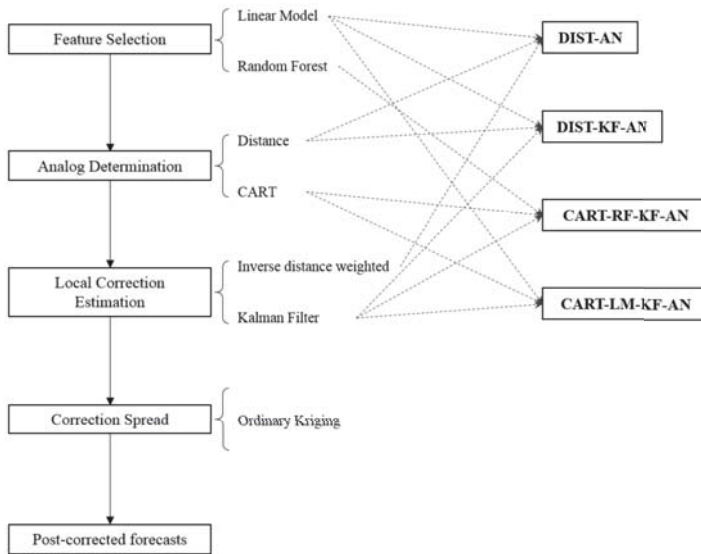 Linear Model
Feature Selection
DIST-AN
Random Forest
DIST-KF-AN
Distance
Analog Determination
CART
CART-RF-KF-AN
Inverse distance weighted
Local Correction
Estimation
CART-LM-KF-AN
Kalman Filter
Correction Spread
Ordinary Kriging
Post-corrected forecasts